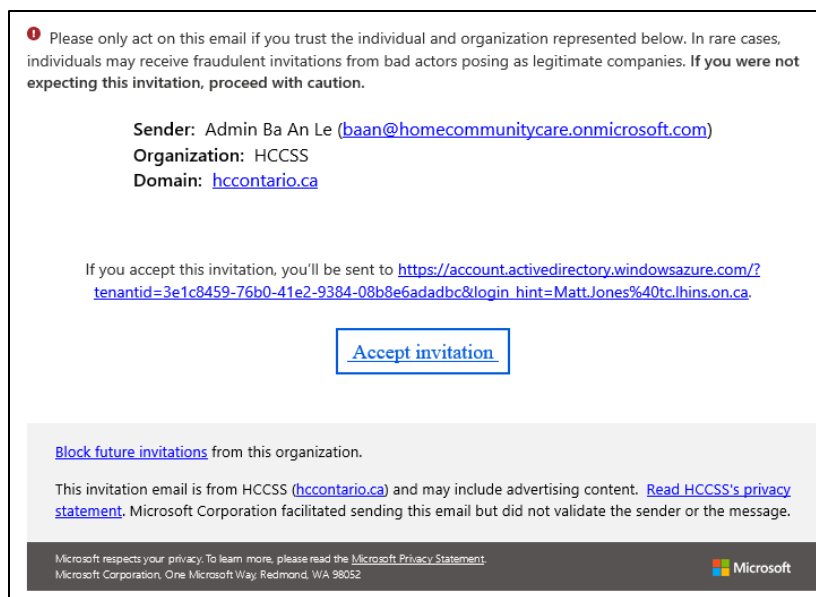 Please only act on this email if you trust the individual and organization represented below. In rare cases,
individuals may receive fraudulent invitations from bad actors posing as legitimate companies. If you were not
expecting this invitation, proceed with caution.
Sender: Admin Ba An Le (baan@homecommunitycare.onmicrosoft.com)
Organization: HCCSS
Domain: hccontario.ca
If you accept this invitation, you'll be sent to https://account.activedirectory.windowsazure.com/?
tenantid=3e1c8459-76b0-41e2-9384-08b8e6adadbc&login_hint=Matt.Jones%40tc.lhins.on.ca.
Accept invitation
Block future invitations from this organization.
This invitation email is from HCCSS (hccontario.ca) and may include advertising content. Read HCCSS's privacy
statement. Microsoft Corporation facilitated sending this email but did not validate the sender or the message.
Microsoft respects your privacy. To learn more, please read the Microsoft Privacy Statement.
Microsoft Corporation, One Microsoft Way, Redmond, WA 98052
Microsoft